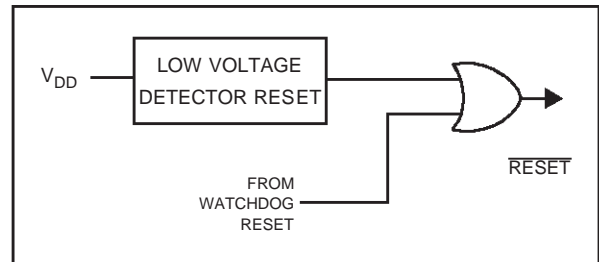 LOW VOLTAGE
DETECTOR RESET
V_DD
RESET
FROM
WATCHDOG
RESET